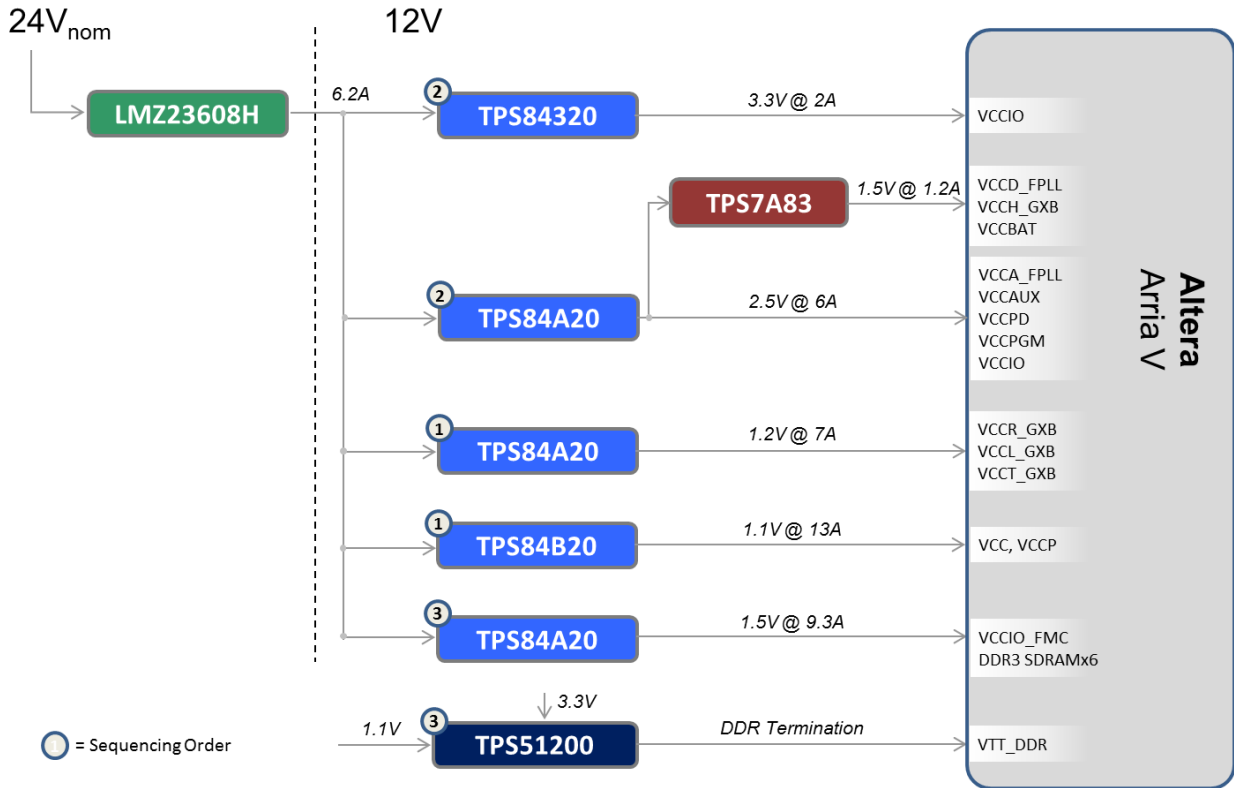 24Vnom
12V
LMZ23608H
6.2A
2
TPS84320
3.3V @ 2A
VCCIO
TPS7A83
1.5V @ 1.2A
VCCD_FPLL
VCCH_GXB
VCCBAT
2
TPS84A20
2.5V @ 6A
VCCA_FPLL
VCCAUX
VCCPD
VCCPGM
VCCIO
Altera
Arria V
1
TPS84A20
1.2V @ 7A
VCCR_GXB
VCCL_GXB
VCCT_GXB
1
TPS84B20
1.1V @ 13A
VCC, VCCP
3
TPS84A20
1.5V @ 9.3A
VCCIO_FMC
DDR3 SDRAMx6
3.3V
1.1V
3
TPS51200
DDR Termination
VTT_DDR
1 = Sequencing Order